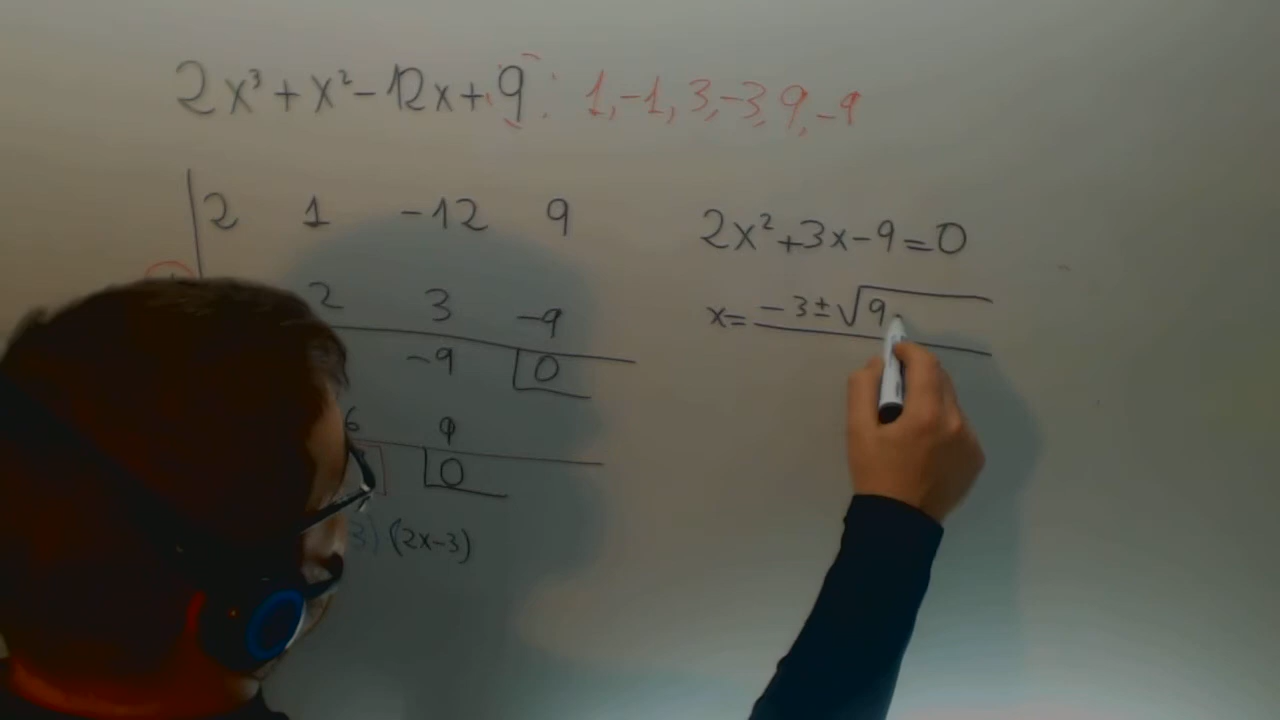 2x³+x²-12x+9: 1,-1,3,-3,9,-9
2 1 -12 9
2 3 -9
-9 0
6 9
0
3) (2x-3)
2x²+3x-9=0
x= -3±√9